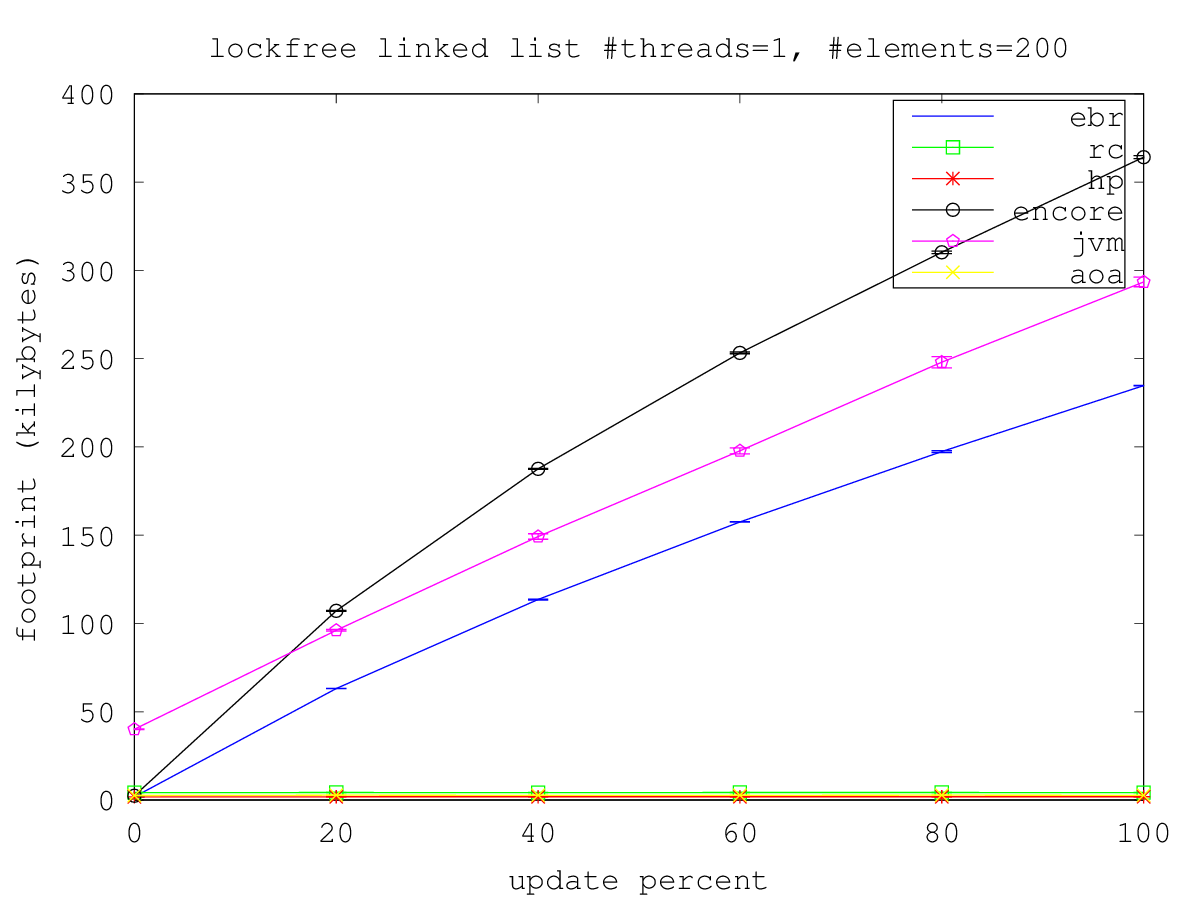 lockfree linked list #threads=1, #elements=200
400
350
300
250
200
150
100
50
0
footprint (kilybytes)
ebr
rc
hp
encore
jvm
aoa
0 20 40 60 80 100
update percent